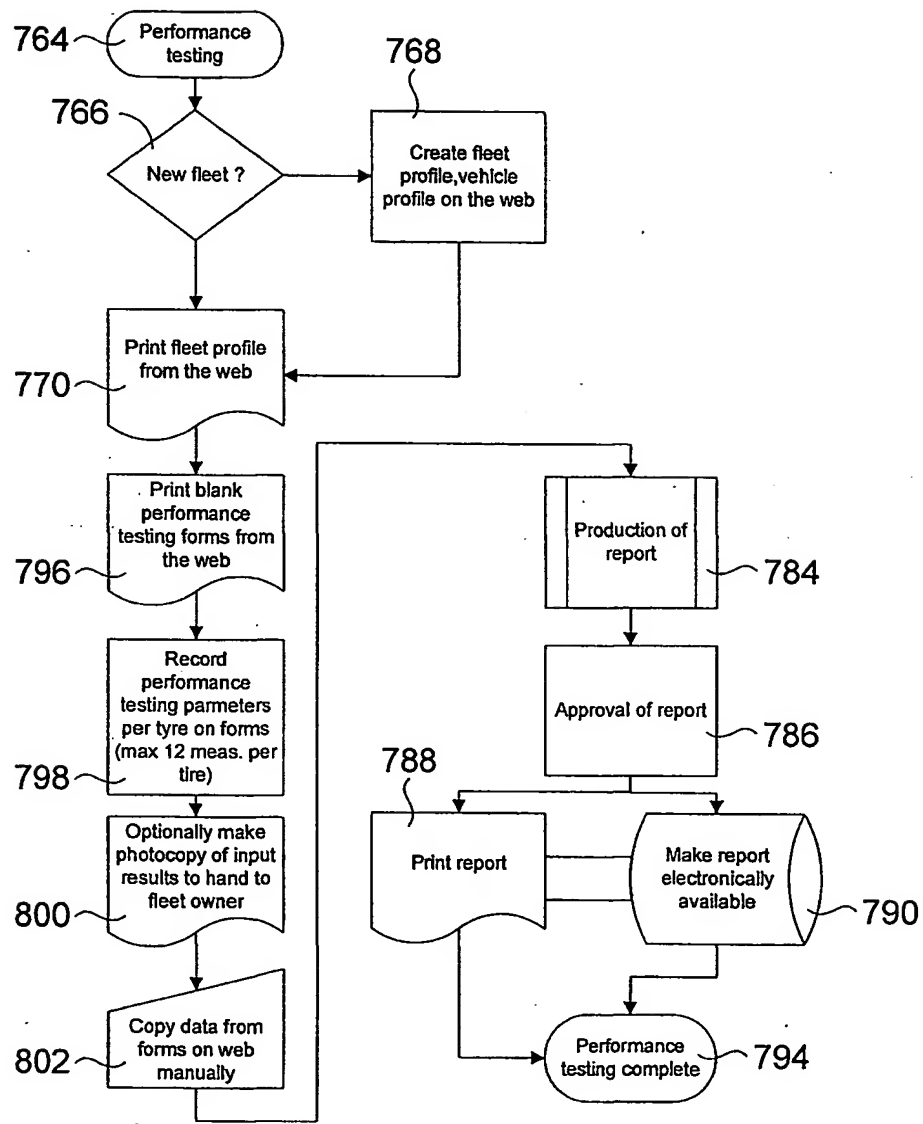 764
Performance
testing
766
New fleet ?
768
Create fleet
profile,vehicle
profile on the web
770
Print fleet profile
from the web
796
Print blank
performance
testing forms from
the web
798
Record
performance
testing parmeters
per tyre on forms
(max 12 meas. per
tire)
800
Optionally make
photocopy of input
results to hand to
fleet owner
802
Copy data from
forms on web
manually
Production of
report
784
Approval of report
786
788
Print report
Make report
electronically
available
790
Performance
testing complete
794